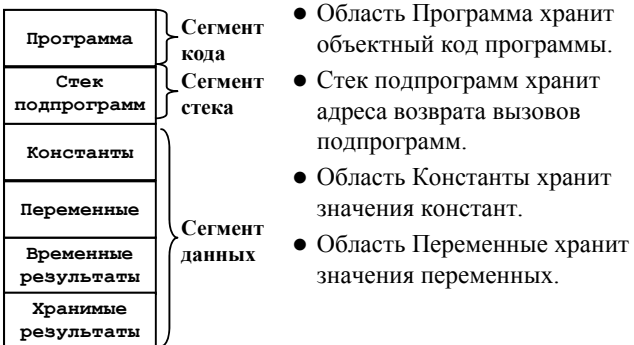 Программа
Стек
подпрограмм
Константы
Переменные
Временные
результаты
Хранимые
результаты
Сегмент
кода
Сегмент
стека
Сегмент
данных
● Область Программа хранит
объектный код программы.
● Стек подпрограмм хранит
адреса возврата вызовов
подпрограмм.
● Область Константы хранит
значения констант.
● Область Переменные хранит
значения переменных.